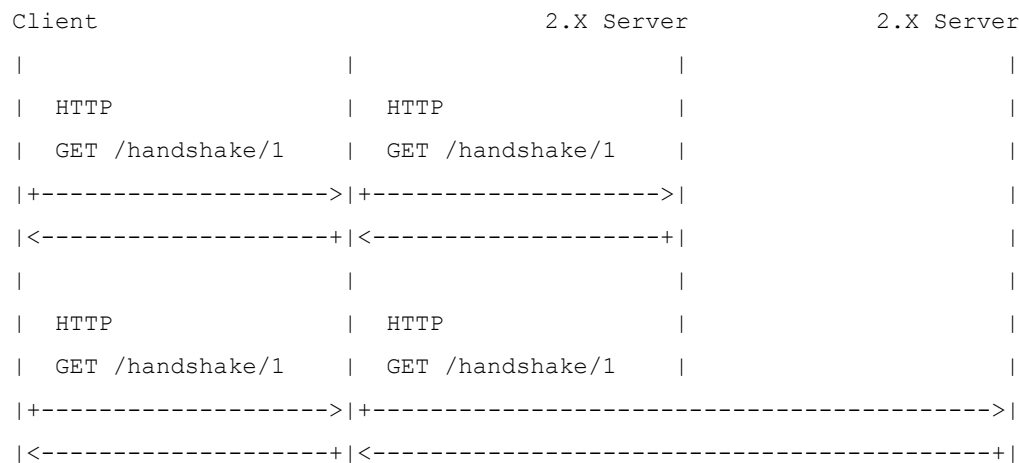 Client                               2.X Server             2.X Server
|                      |                      |                      |
|  HTTP                |  HTTP                |                      |
|  GET /handshake/1    |  GET /handshake/1    |                      |
|+-------------------->|+-------------------->|                      |
|<--------------------+|<--------------------+|                      |
|                      |                      |                      |
|  HTTP                |  HTTP                |                      |
|  GET /handshake/1    |  GET /handshake/1    |                      |
|+-------------------->|+------------------------------------------->|
|<--------------------+|<-------------------------------------------+|